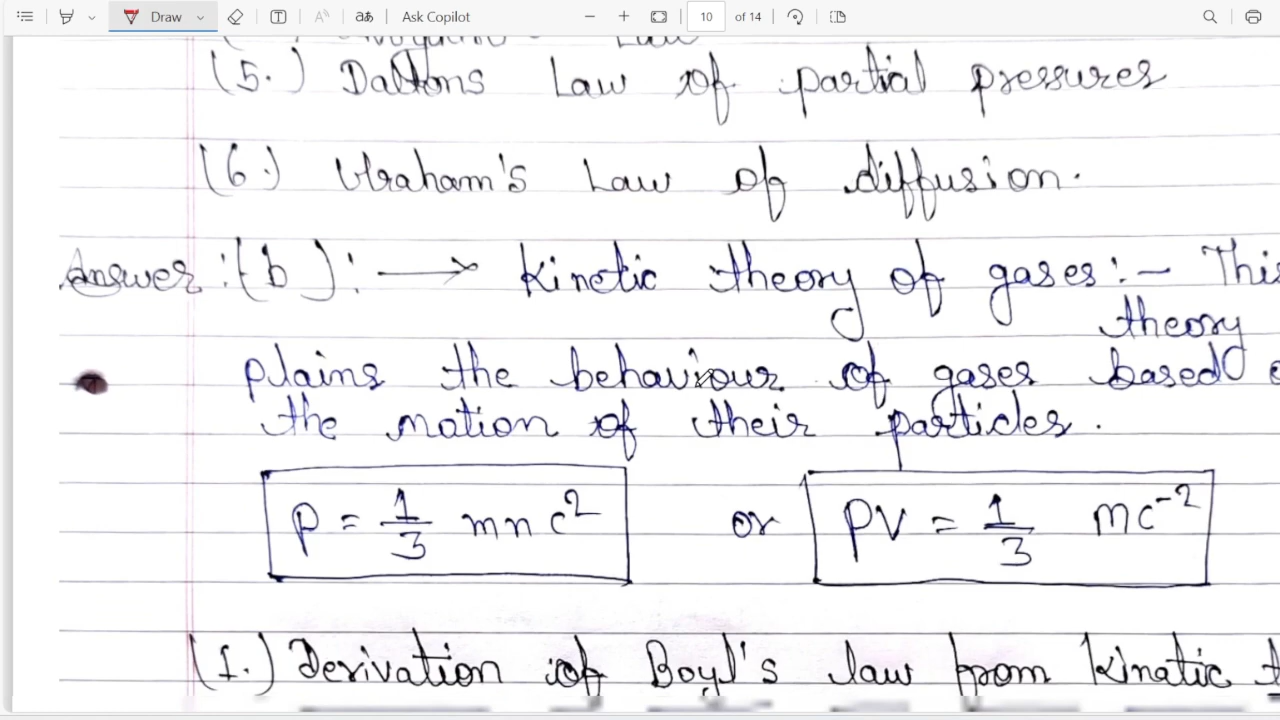 Draw
Ask Copilot
10 of 14
Law
(5.) Daltons Law of partial pressures
(6.) Graham's Law of diffusion.
Answer :(b): → Kinetic theory of gases:- This
theory
plains the behaviour of gases based
the mation of their particles.
P = 1/3 mnc² or PV = 1/3 mc⁻²
(1.) Derivation of Boyl's law from Kinetic